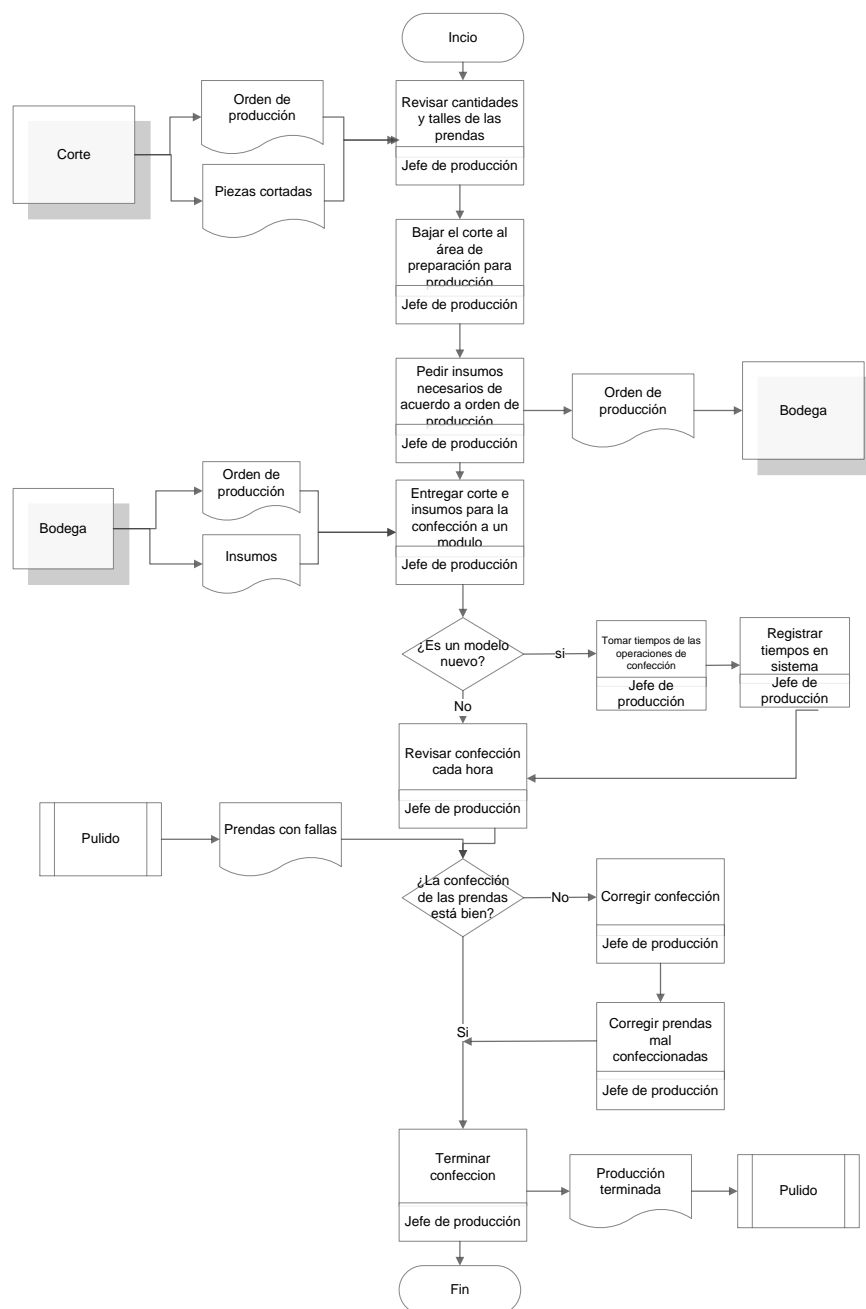 Incio
Orden de
producción
Revisar cantidades
y talles de las
prendas
Corte
Jefe de producción
Piezas cortadas
Bajar el corte al
área de
preparación para
producción
Jefe de producción
Pedir insumos
necesarios de
acuerdo a orden de
producción
Jefe de producción
Orden de
producción
Bodega
Orden de
producción
Entregar corte e
insumos para la
confección a un
modulo
Bodega
Insumos
Jefe de producción
¿Es un modelo
nuevo?
si
Tomar tiempos de las
operaciones de
confección
Jefe de
producción
Registrar
tiempos en
sistema
Jefe de
producción
No
Revisar confección
cada hora
Jefe de producción
Pulido
Prendas con fallas
¿La confección
de las prendas
está bien?
No
Corregir confección
Jefe de producción
Si
Corregir prendas
mal
confeccionadas
Jefe de producción
Terminar
confeccion
Jefe de producción
Producción
terminada
Pulido
Fin